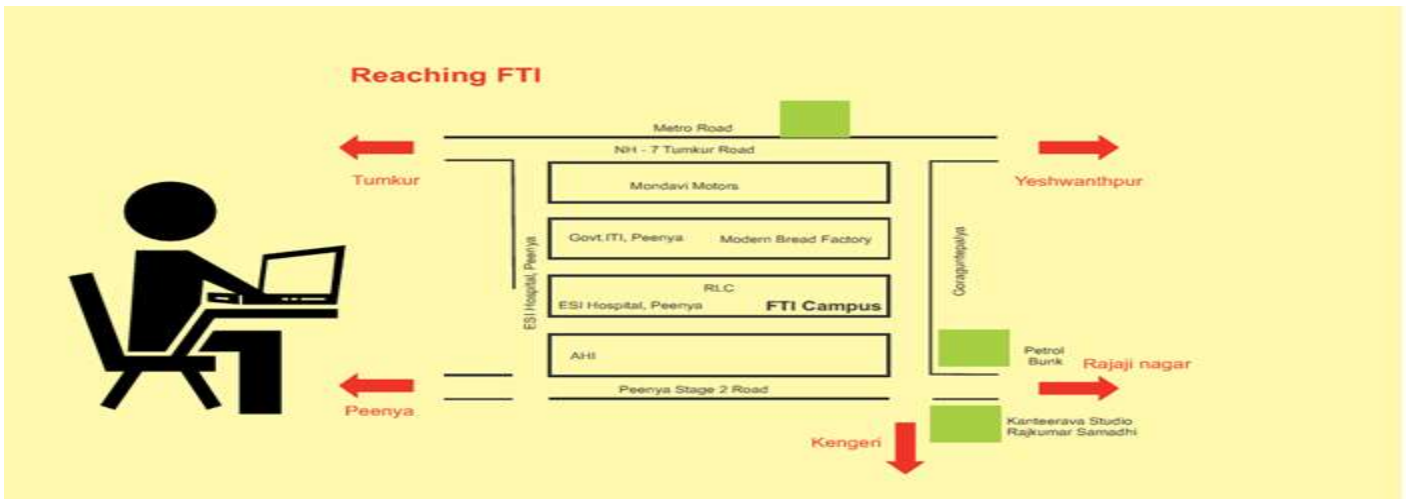 Reaching FTI
Metro Road
NH - 7 Tumkur Road
Tumkur
Yeshwanthpur
Mondavi Motors
Govt.ITI, Peenya
Modern Bread Factory
ESI Hospital, Peenya
Goraguntepalya
RLC
ESI Hospital, Peenya
FTI Campus
AHI
Petrol
Bunk
Rajaji nagar
Peenya Stage 2 Road
Peenya
Kanteerava Studio
Rajkumar Samadhi
Kengeri